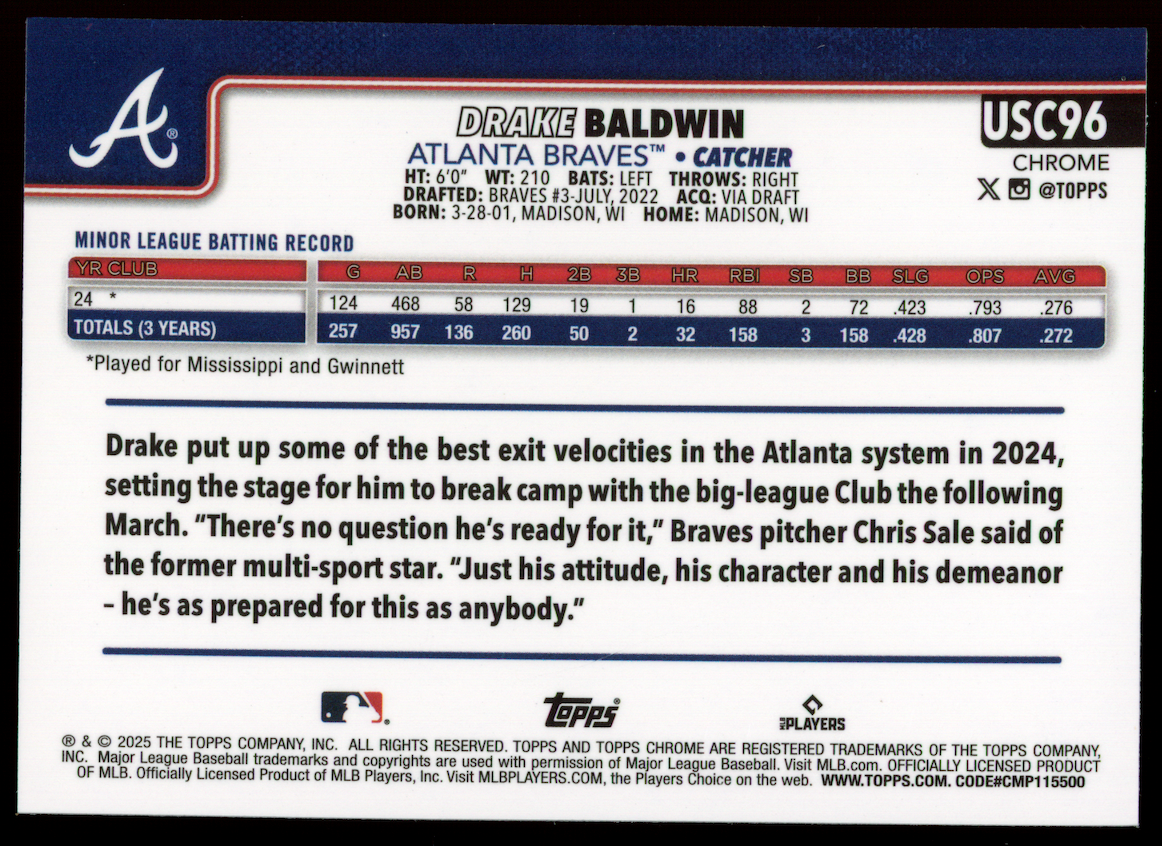 A®
DRAKE BALDWIN
USC96
ATLANTA BRAVES™ • CATCHER
CHROME
HT: 6'0" WT: 210 BATS: LEFT THROWS: RIGHT
@TOPPS
DRAFTED: BRAVES #3-JULY, 2022 ACQ: VIA DRAFT
BORN: 3-28-01, MADISON, WI HOME: MADISON, WI
MINOR LEAGUE BATTING RECORD
YR CLUB G AB R H 2B 3B HR RBI SB BB SLG OPS AVG
24 * 124 468 58 129 19 1 16 88 2 72 .423 .793 .276
TOTALS (3 YEARS) 257 957 136 260 50 2 32 158 3 158 .428 .807 .272
*Played for Mississippi and Gwinnett
Drake put up some of the best exit velocities in the Atlanta system in 2024,
setting the stage for him to break camp with the big-league Club the following
March. "There's no question he's ready for it," Braves pitcher Chris Sale said of
the former multi-sport star. "Just his attitude, his character and his demeanor
– he's as prepared for this as anybody."
Topps®
MLB PLAYERS
® & © 2025 THE TOPPS COMPANY, INC. ALL RIGHTS RESERVED. TOPPS AND TOPPS CHROME ARE REGISTERED TRADEMARKS OF THE TOPPS COMPANY,
INC. Major League Baseball trademarks and copyrights are used with permission of Major League Baseball. Visit MLB.com. OFFICIALLY LICENSED PRODUCT
OF MLB. Officially Licensed Product of MLB Players, Inc. Visit MLBPLAYERS.COM, the Players Choice on the web. WWW.TOPPS.COM. CODE#CMP115500